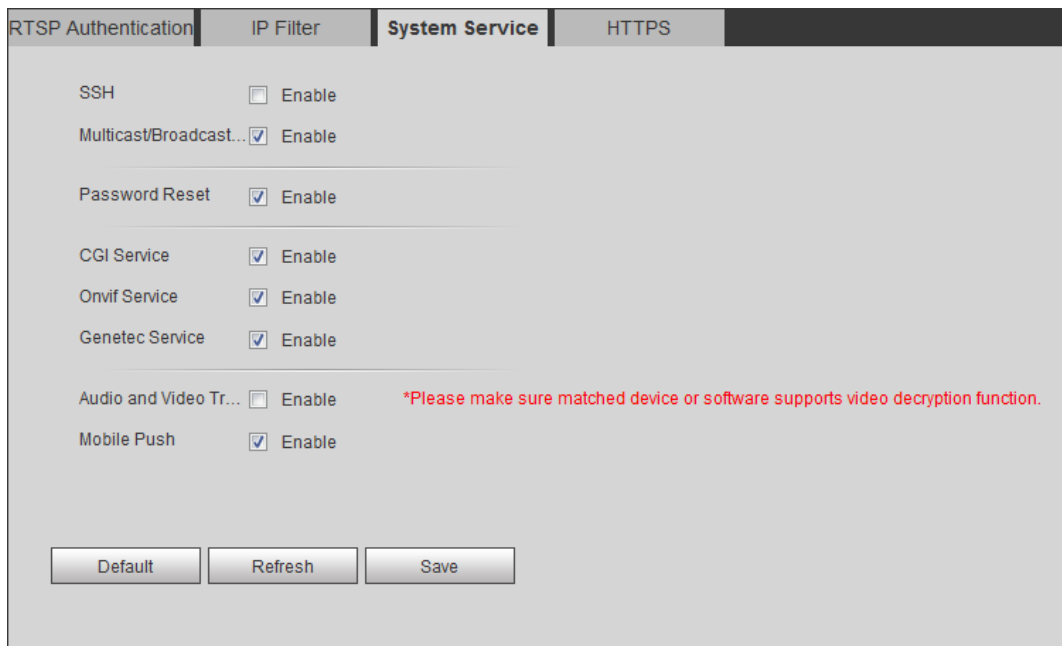 RTSP Authentication IP Filter System Service HTTPS
SSH Enable
Multicast/Broadcast... Enable
Password Reset Enable
CGI Service Enable
Onvif Service Enable
Genetec Service Enable
Audio and Video Tr... Enable *Please make sure matched device or software supports video decryption function.
Mobile Push Enable
Default Refresh Save